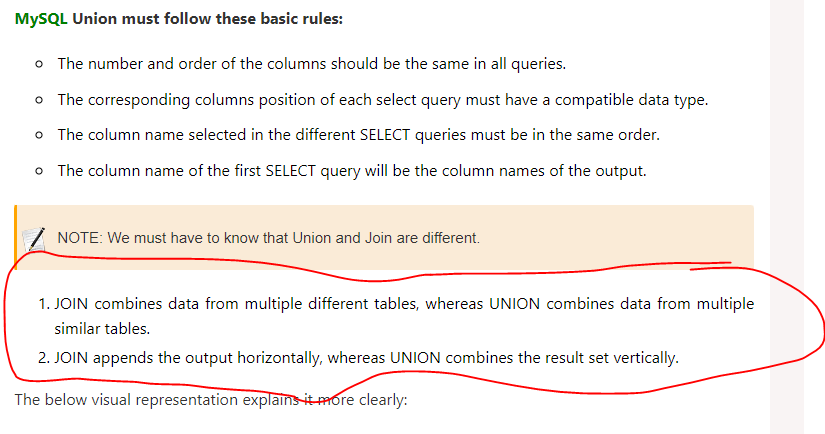 MySQL Union must follow these basic rules:
The number and order of the columns should be the same in all queries.
The corresponding columns position of each select query must have a compatible data type.
The column name selected in the different SELECT queries must be in the same order.
The column name of the first SELECT query will be the column names of the output.
NOTE: We must have to know that Union and Join are different.
1. JOIN combines data from multiple different tables, whereas UNION combines data from multiple
similar tables.
2. JOIN appends the output horizontally, whereas UNION combines the result set vertically.
The below visual representation explains it more clearly: